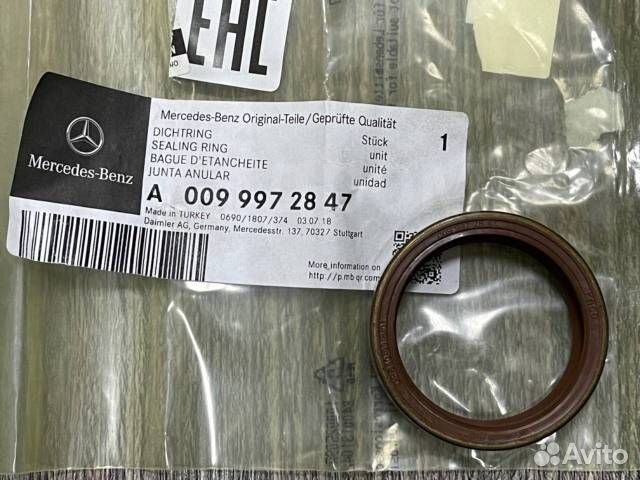 EAC
Mercedes-Benz Original-Teile/Geprüfte Qualität
DICHTRING
SEALING RING
BAGUE D'ETANCHEITE
JUNTA ANULAR
Stück
unit
unité
unidad
1
Mercedes-Benz
A 009 997 28 47
Made in TURKEY 0690/1807/374 03.07.18
Daimler AG, Germany, Mercedesstr. 137, 70327 Stuttgart
More information on
http://p.mb.qr.com
Avito